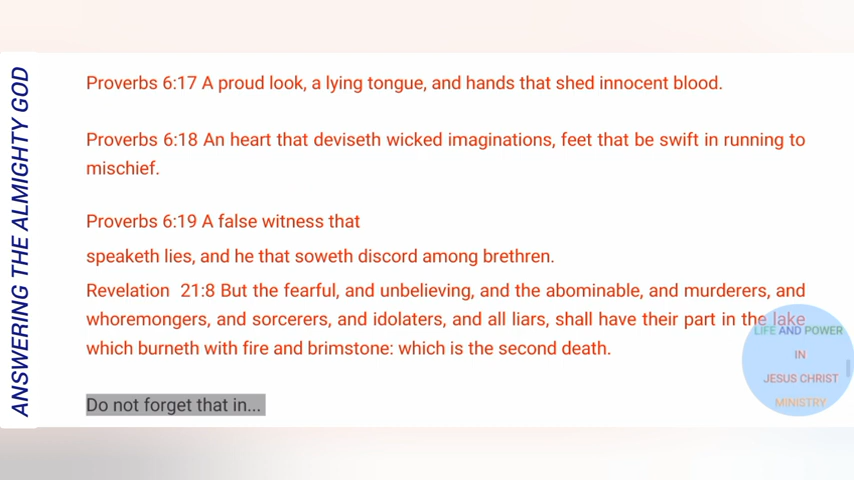 ANSWERING THE ALMIGHTY GOD
Proverbs 6:17 A proud look, a lying tongue, and hands that shed innocent blood.
Proverbs 6:18 An heart that deviseth wicked imaginations, feet that be swift in running to
mischief.
Proverbs 6:19 A false witness that
speaketh lies, and he that soweth discord among brethren.
Revelation 21:8 But the fearful, and unbelieving, and the abominable, and murderers, and
whoremongers, and sorcerers, and idolaters, and all liars, shall have their part in the lake
which burneth with fire and brimstone: which is the second death.
Do not forget that in...
LIFE AND POWER
IN
JESUS CHRIST
MINISTRY